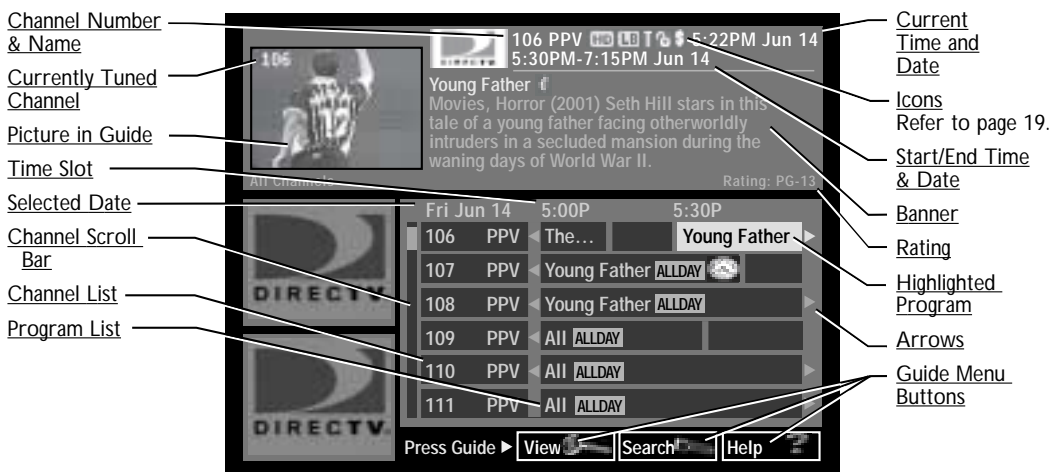 Channel Number
& Name
Currently Tuned
Channel
Picture in Guide
Time Slot
Selected Date
Channel Scroll
Bar
Channel List
Program List
106 PPV HD LB T $ 5:22PM Jun 14
5:30PM-7:15PM Jun 14
DIRECTV
106
12
Young Father
Movies, Horror (2001) Seth Hill stars in this
tale of a young father facing otherworldly
intruders in a secluded mansion during the
waning days of World War II.
All channels
Rating: PG-13
Fri Jun 14 5:00P 5:30P
106 PPV The... Young Father
107 PPV Young Father ALLDAY
108 PPV Young Father ALLDAY
109 PPV All ALLDAY
110 PPV All ALLDAY
111 PPV All ALLDAY
DIRECTV
DIRECTV
Press Guide View Search Help ?
Current
Time and
Date
Icons
Refer to page 19.
Start/End Time
& Date
Banner
Rating
Highlighted
Program
Arrows
Guide Menu
Buttons